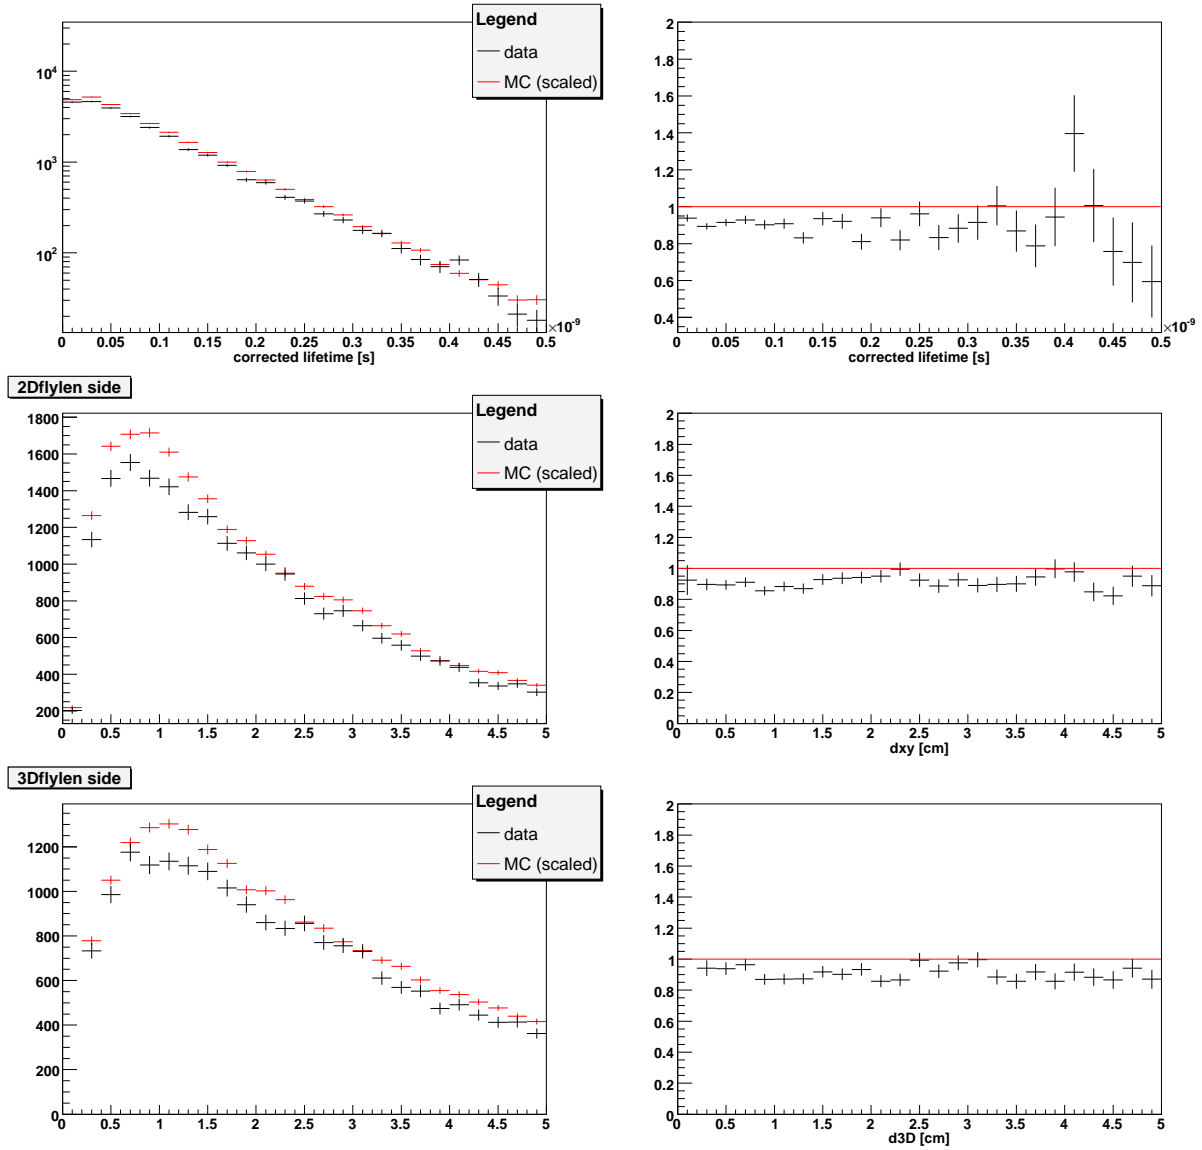 Legend
data
MC (scaled)
10⁴
10³
10²
0 0.05 0.1 0.15 0.2 0.25 0.3 0.35 0.4 0.45 0.5
×10⁻⁹
corrected lifetime [s]
2
1.8
1.6
1.4
1.2
1
0.8
0.6
0.4
0 0.05 0.1 0.15 0.2 0.25 0.3 0.35 0.4 0.45 0.5
×10⁻⁹
corrected lifetime [s]
2Dflylen side
Legend
data
MC (scaled)
1800
1600
1400
1200
1000
800
600
400
200
0 0.5 1 1.5 2 2.5 3 3.5 4 4.5 5
2
1.8
1.6
1.4
1.2
1
0.8
0.6
0.4
0.2
0
0 0.5 1 1.5 2 2.5 3 3.5 4 4.5 5
dxy [cm]
3Dflylen side
Legend
data
MC (scaled)
1200
1000
800
600
400
200
0
0 0.5 1 1.5 2 2.5 3 3.5 4 4.5 5
2
1.8
1.6
1.4
1.2
1
0.8
0.6
0.4
0.2
0
0 0.5 1 1.5 2 2.5 3 3.5 4 4.5 5
d3D [cm]